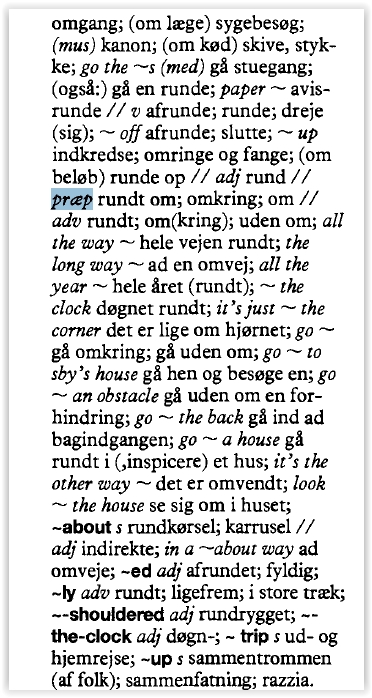 omgang; (om læge) sygebesøg;
(mus) kanon; (om kød) skive, styk-
ke; go the ~s (med) gå stuegang;
(også:) gå en runde; paper ~ avis-
runde // v afrunde; runde; dreje
(sig); ~ off afrunde; slutte; ~ up
indkredse; omringe og fange; (om
beløb) runde op // adj rund //
præp rundt om; omkring; om //
adv rundt; om(kring); uden om; all
the way ~ hele vejen rundt; the
long way ~ ad en omvej; all the
year ~ hele året (rundt); ~ the
clock døgnet rundt; it's just ~ the
corner det er lige om hjørnet; go ~
gå omkring; gå uden om; go ~ to
sby's house gå hen og besøge en; go
~ an obstacle gå uden om en for-
hindring; go ~ the back gå ind ad
bagindgangen; go ~ a house gå
rundt i (,inspicere) et hus; it's the
other way ~ det er omvendt; look
~ the house se sig om i huset;
~about s rundkørsel; karrusel //
adj indirekte; in a ~about way ad
omveje; ~ed adj afrundet; fyldig;
~ly adv rundt; ligefrem; i store træk;
~-shouldered adj rundrygget; ~-
the-clock adj døgn-; ~ trip s ud- og
hjemrejse; ~up s sammentrommen
(af folk); sammenfatning; razzia.